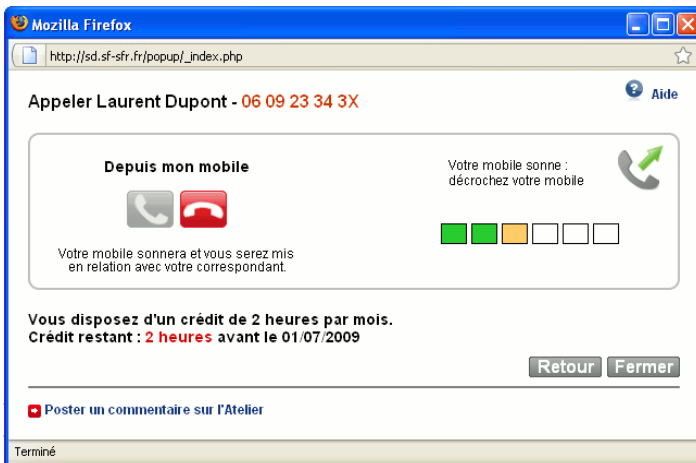 Mozilla Firefox
http://sd.sf-sfr.fr/popup/_index.php
Appeler Laurent Dupont - 06 09 23 34 3X
Aide
Depuis mon mobile
Votre mobile sonnera et vous serez mis
en relation avec votre correspondant.
Votre mobile sonne :
décrochez votre mobile
Vous disposez d'un crédit de 2 heures par mois.
Crédit restant : 2 heures avant le 01/07/2009
Retour Fermer
Poster un commentaire sur l'Atelier
Terminé